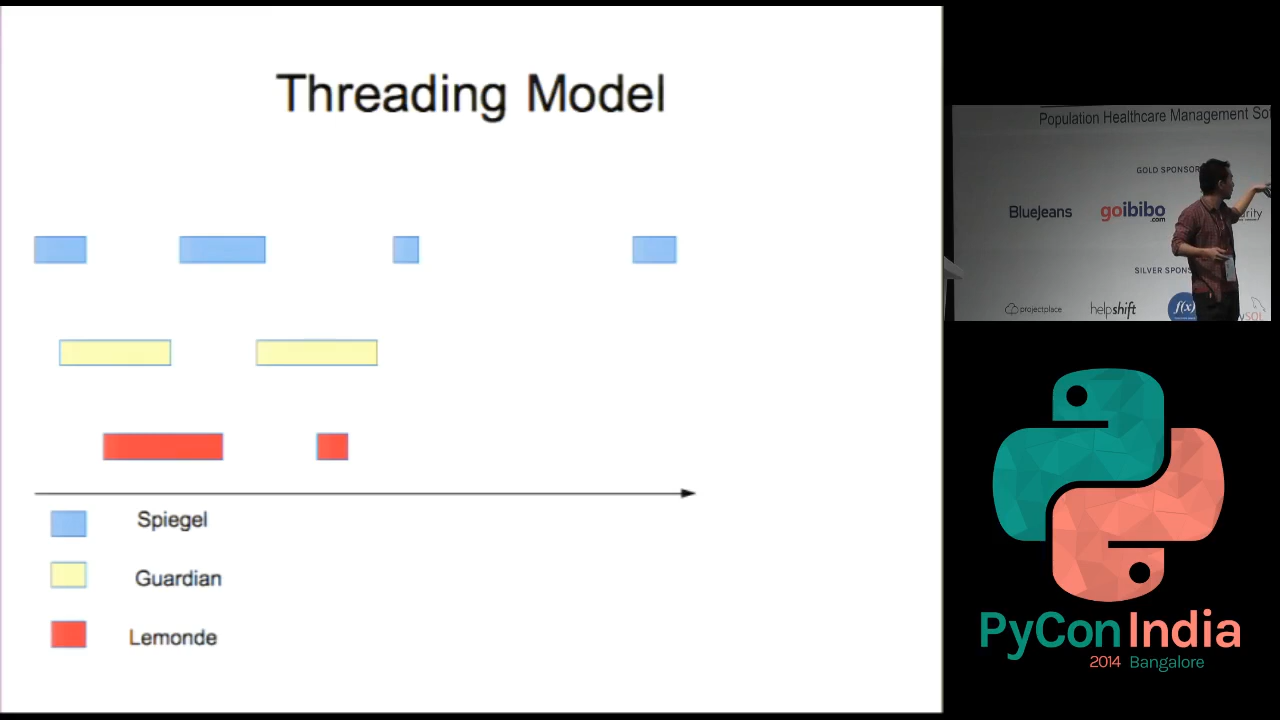 Threading Model
Spiegel
Guardian
Lemonde
Population Healthcare Management
GOLD SPONSOR
BlueJeans
goibibo
.com
SILVER SPONS
projectplace
helpshift
f(x)
PyCon India
2014 Bangalore